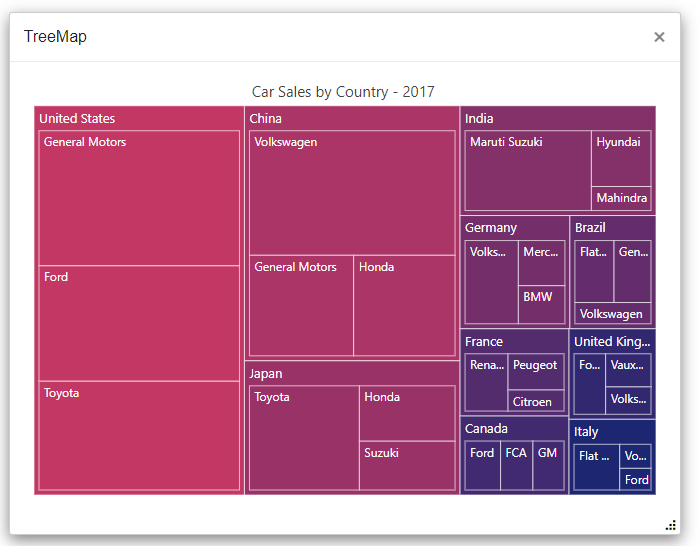 TreeMap
×
Car Sales by Country - 2017
United States
General Motors
Ford
Toyota
China
Volkswagen
General Motors
Honda
Japan
Toyota
Honda
Suzuki
India
Maruti Suzuki
Hyundai
Mahindra
Germany
Volks...
Merc...
BMW
Brazil
Flat...
Gen...
Volkswagen
France
Rena...
Peugeot
Citroen
United King...
Fo...
Vaux...
Volks...
Canada
Ford
FCA
GM
Italy
Flat ...
Vo...
Ford